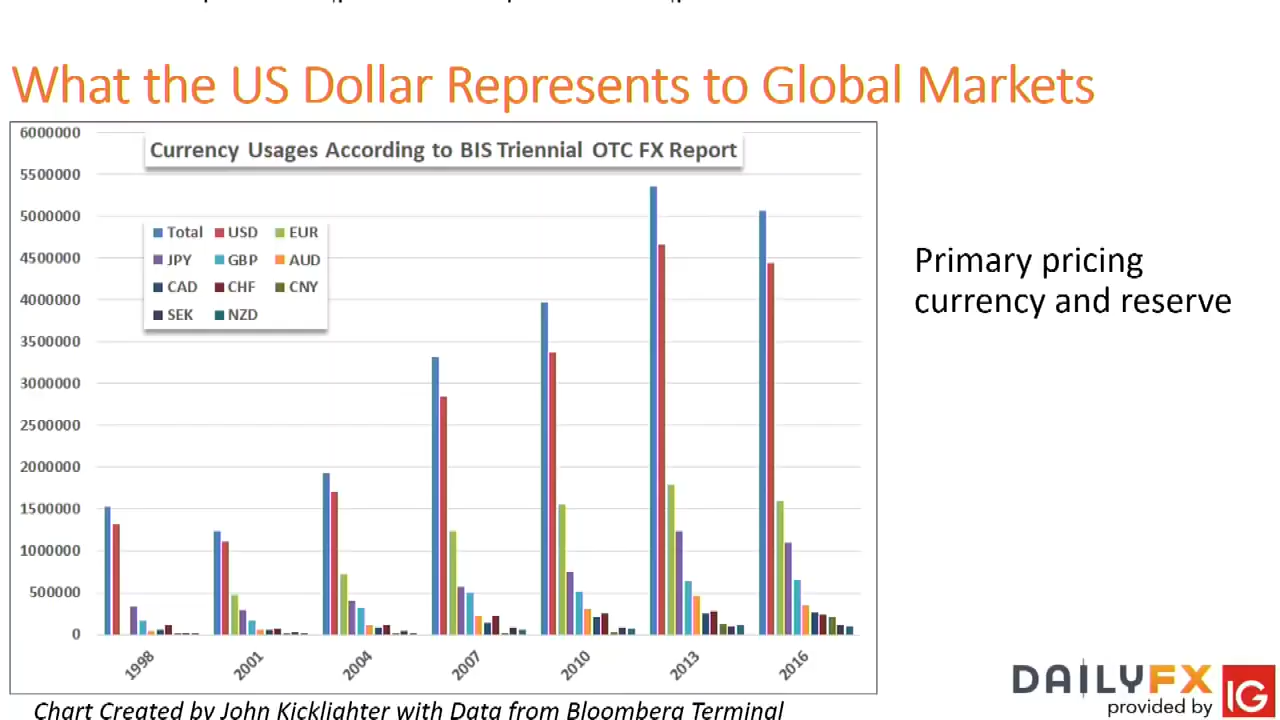 What the US Dollar Represents to Global Markets
Currency Usages According to BIS Triennial OTC FX Report
6000000
5500000
5000000
4500000
4000000
3500000
3000000
2500000
2000000
1500000
1000000
500000
0
Total USD EUR
JPY GBP AUD
CAD CHF CNY
SEK NZD
1998 2001 2004 2007 2010 2013 2016
Primary pricing
currency and reserve
Chart Created by John Kicklighter with Data from Bloomberg Terminal
DAILYFX
provided by IG